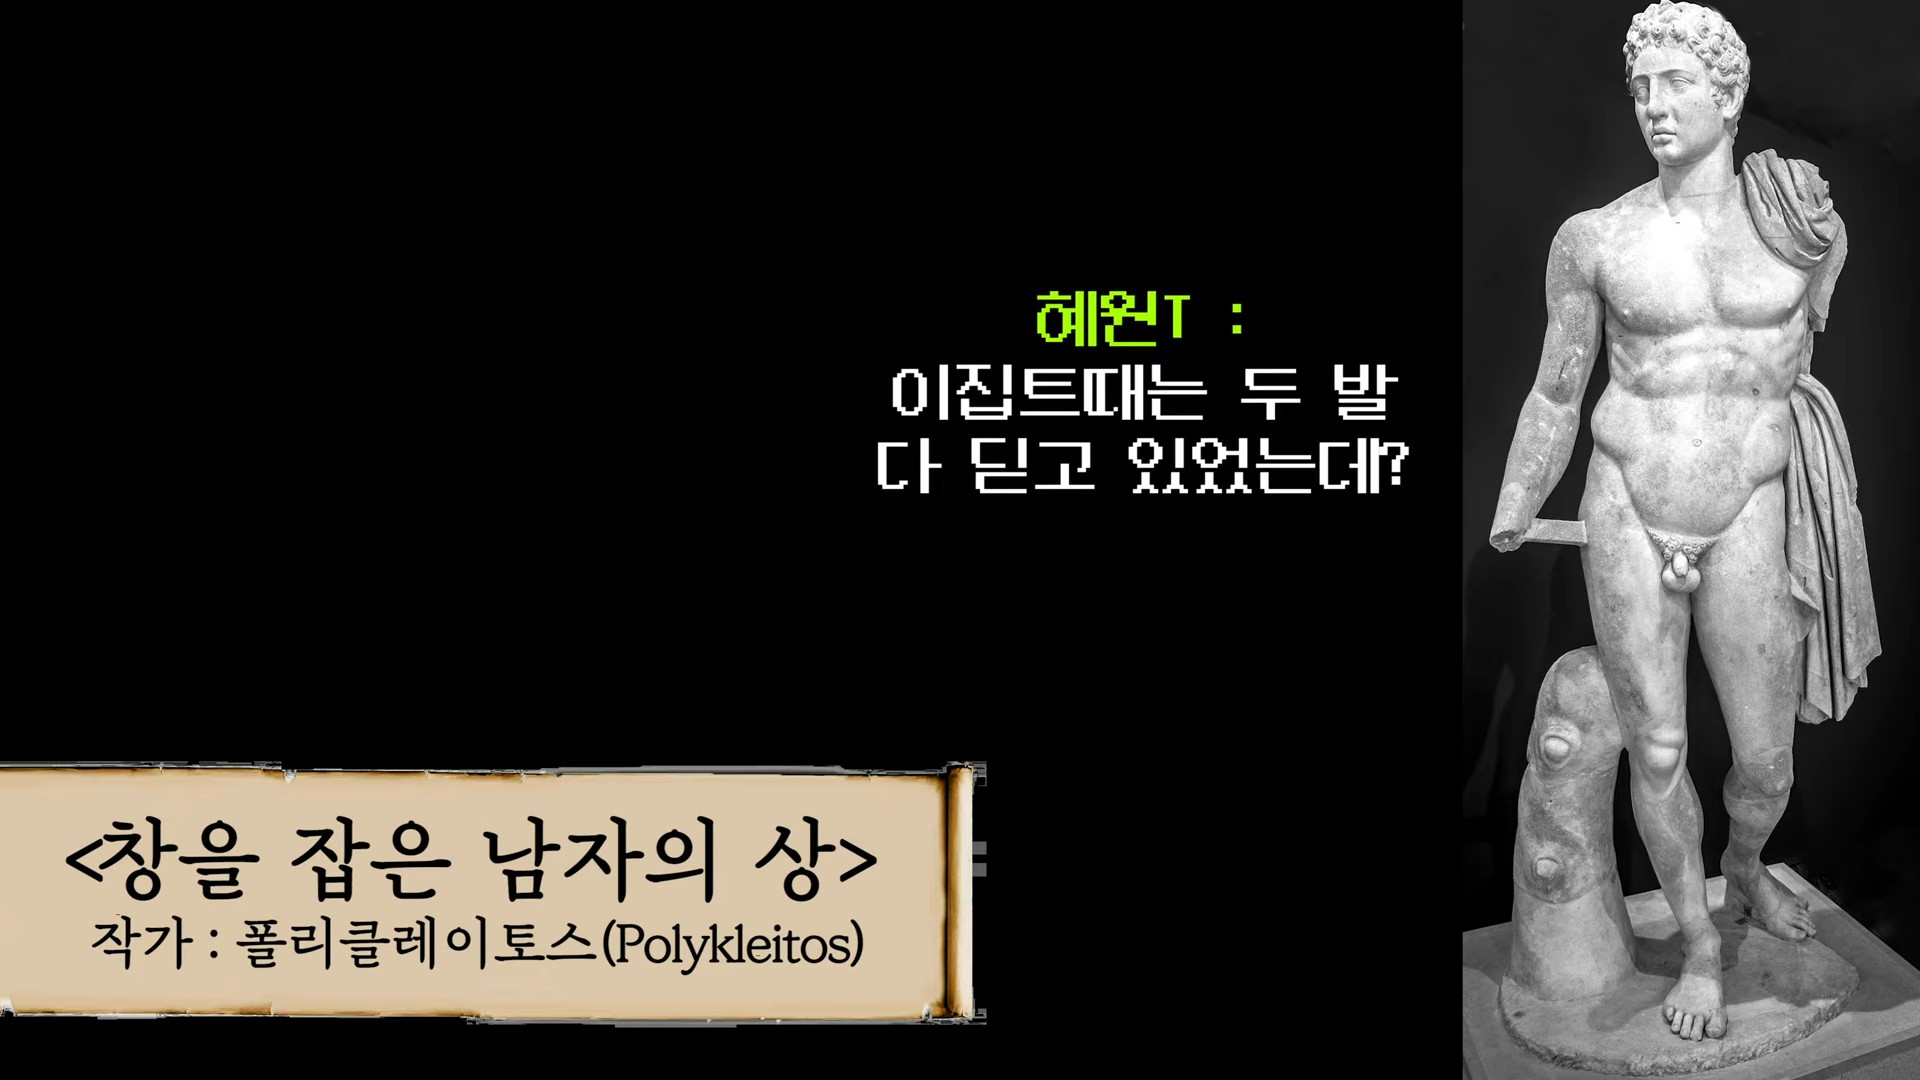 혜원T :
이집트때는 두 발
다 딛고 있었는데?
<창을 잡은 남자의 상>
작가 : 폴리클레이토스(Polykleitos)